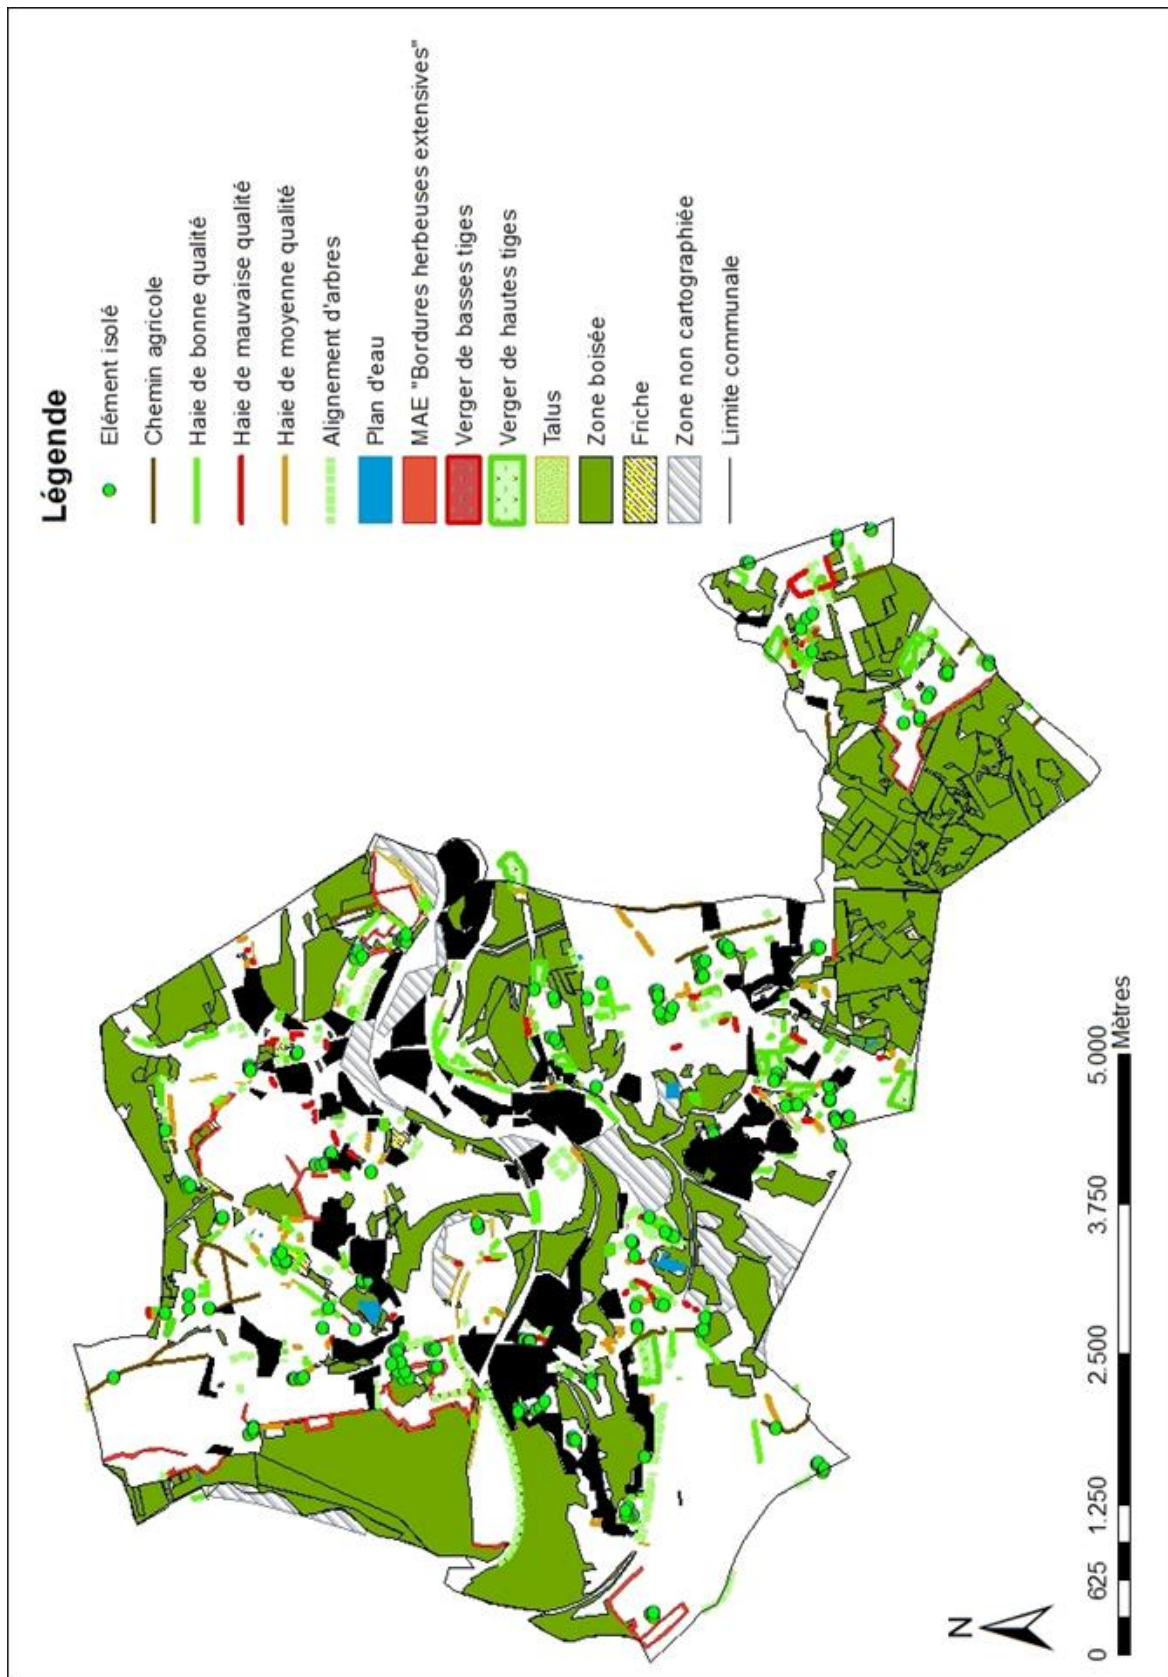 Légende
Elément isolé
Chemin agricole
Haie de bonne qualité
Haie de mauvaise qualité
Haie de moyenne qualité
Alignement d'arbres
Plan d'eau
MAE "Bordures herbeuses extensives"
Verger de basses tiges
Verger de hautes tiges
Talus
Zone boisée
Friche
Zone non cartographiée
Limite communale
N
0 625 1.250 2.500 3.750 5.000
Mètres